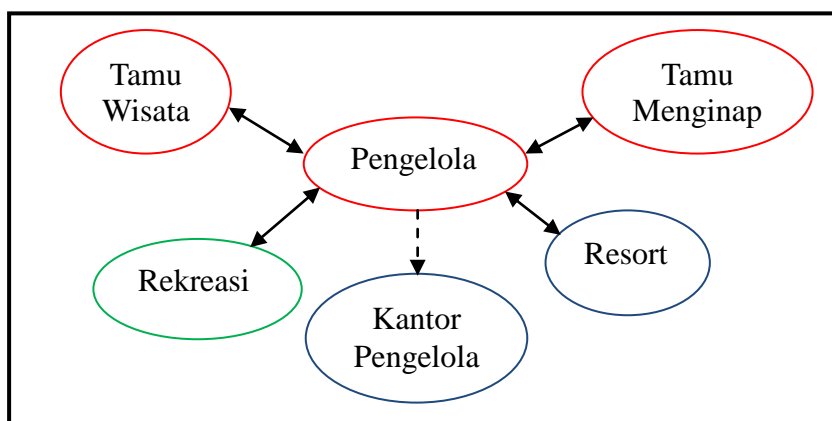 Tamu
Wisata
Tamu
Menginap
Pengelola
Rekreasi
Resort
Kantor
Pengelola